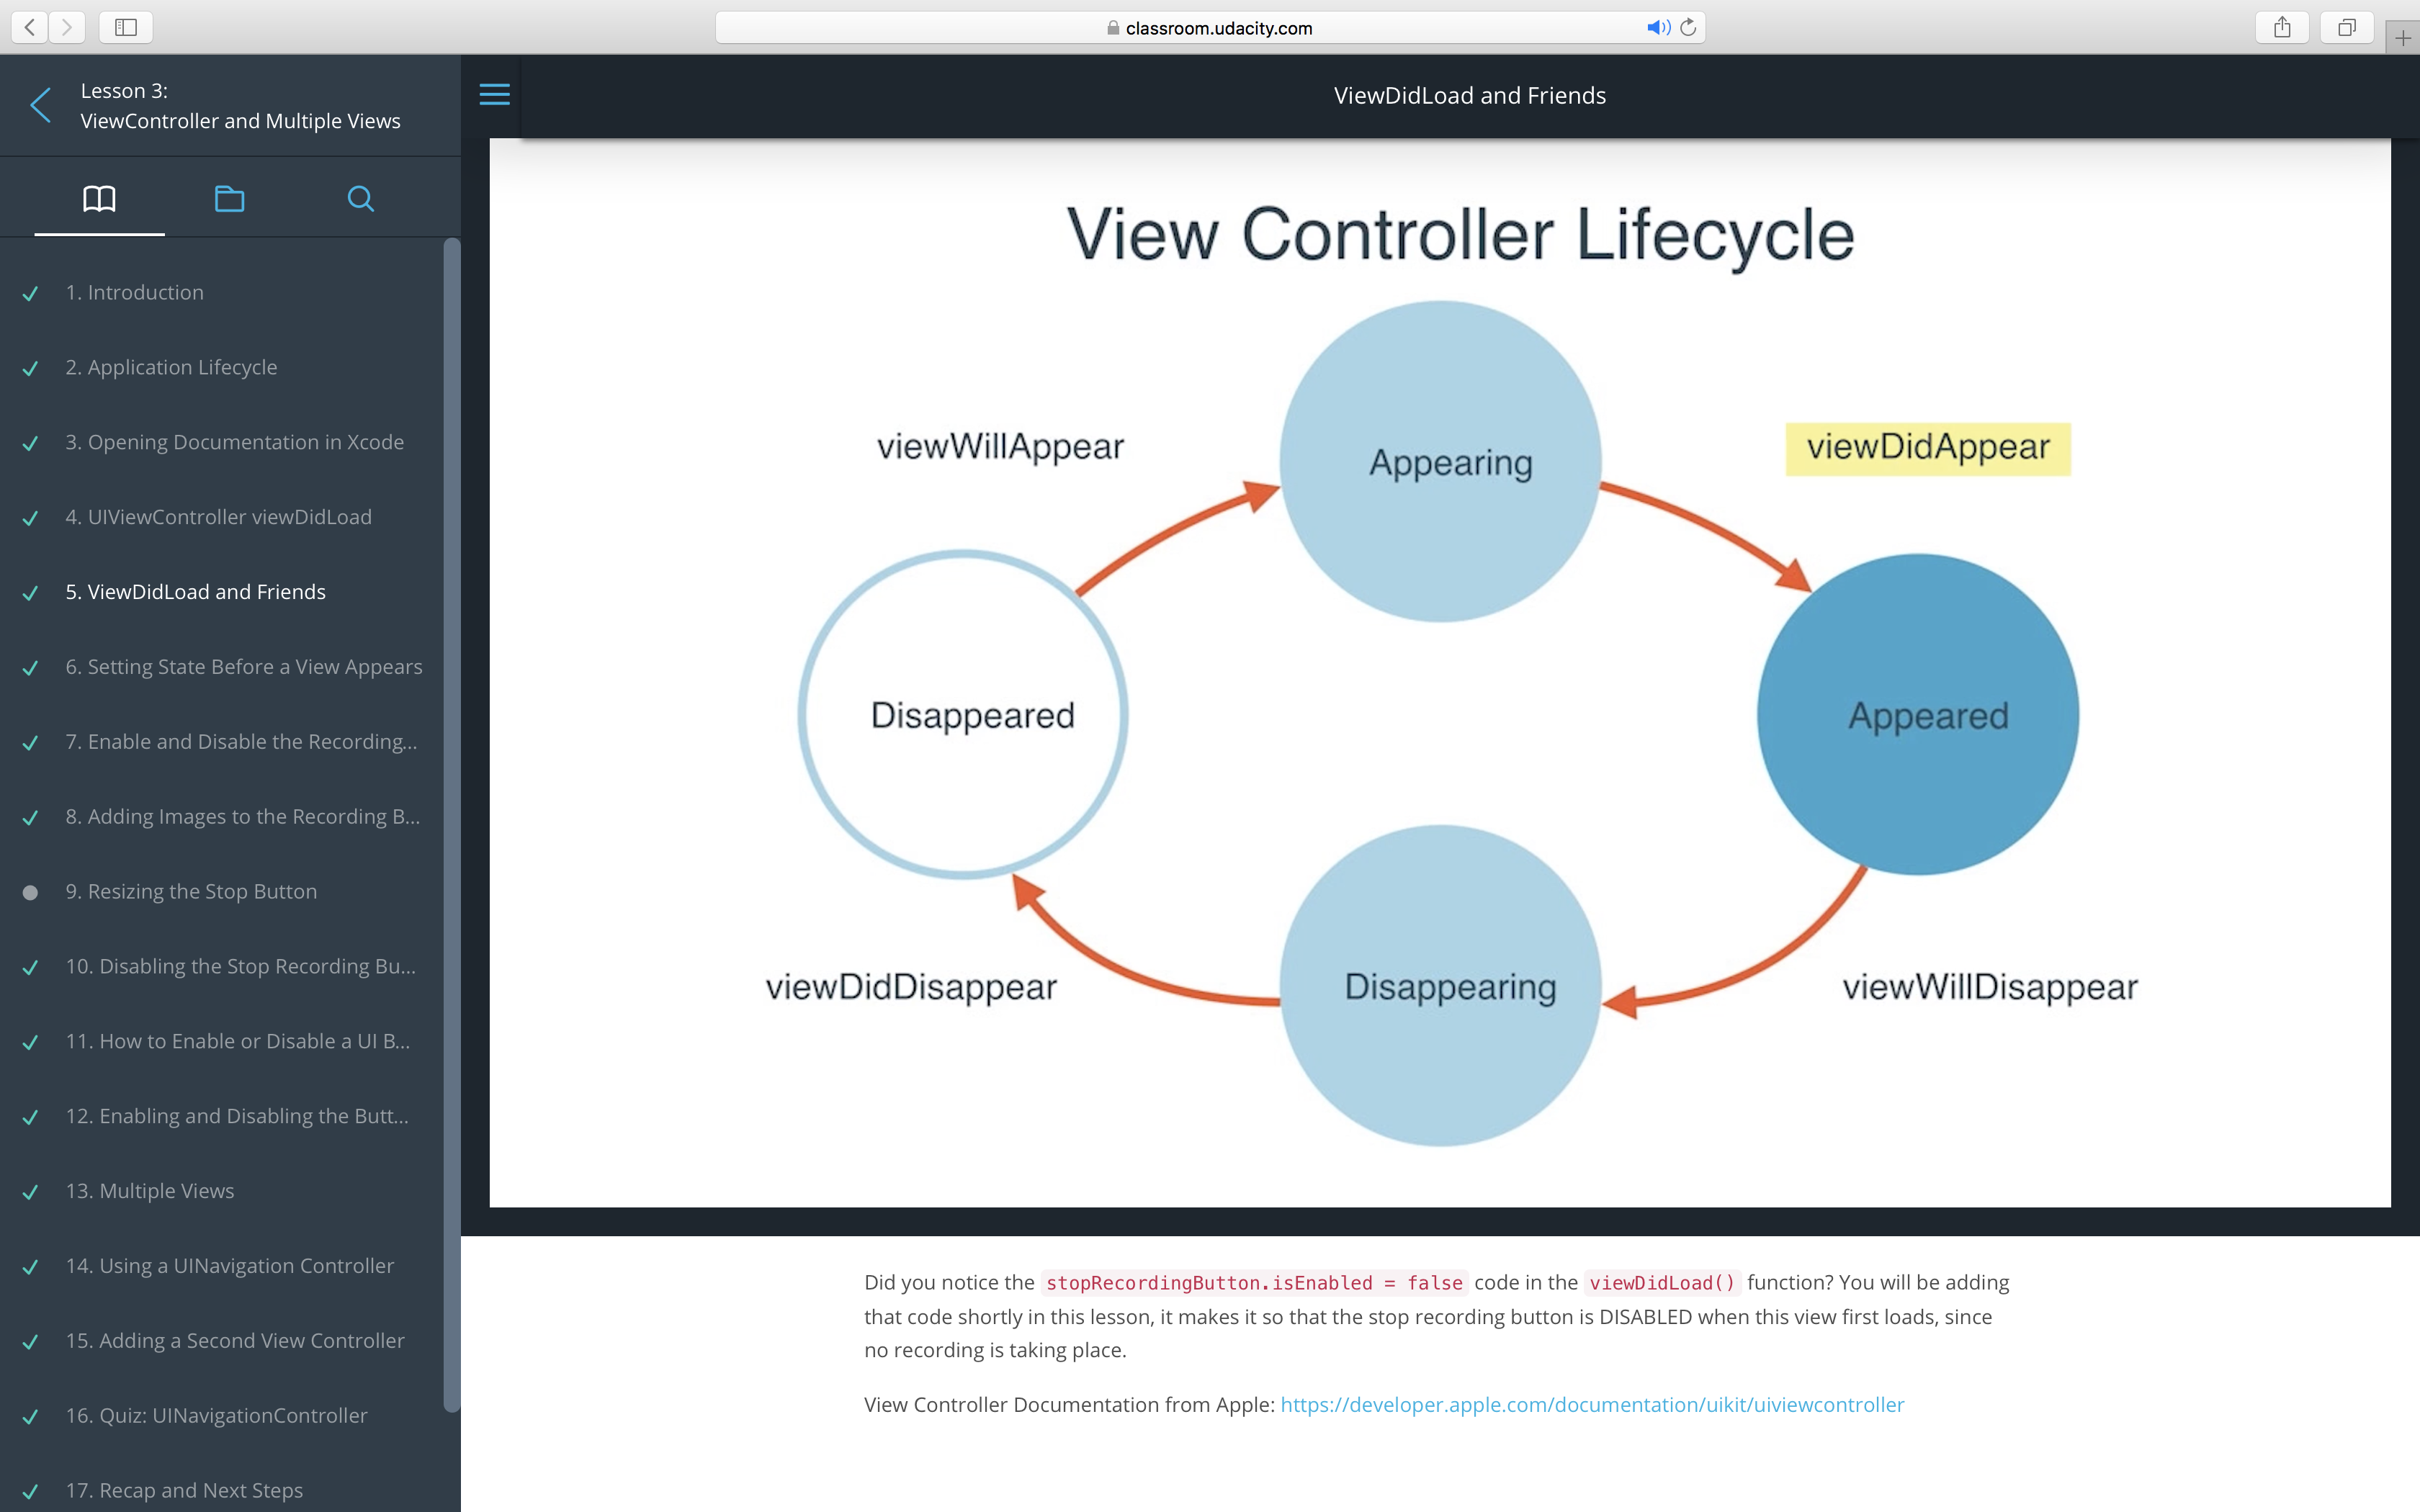 classroom.udacity.com
Lesson 3:
ViewController and Multiple Views
ViewDidLoad and Friends
1. Introduction
2. Application Lifecycle
3. Opening Documentation in Xcode
4. UIViewController viewDidLoad
5. ViewDidLoad and Friends
6. Setting State Before a View Appears
7. Enable and Disable the Recording...
8. Adding Images to the Recording B...
9. Resizing the Stop Button
10. Disabling the Stop Recording Bu...
11. How to Enable or Disable a UI B...
12. Enabling and Disabling the Butt...
13. Multiple Views
14. Using a UINavigation Controller
15. Adding a Second View Controller
16. Quiz: UINavigationController
17. Recap and Next Steps
View Controller Lifecycle
viewWillAppear
Appearing
viewDidAppear
Disappeared
Appeared
viewDidDisappear
Disappearing
viewWillDisappear
Did you notice the stopRecordingButton.isEnabled = false code in the viewDidLoad() function? You will be adding
that code shortly in this lesson, it makes it so that the stop recording button is DISABLED when this view first loads, since
no recording is taking place.
View Controller Documentation from Apple: https://developer.apple.com/documentation/uikit/uiviewcontroller